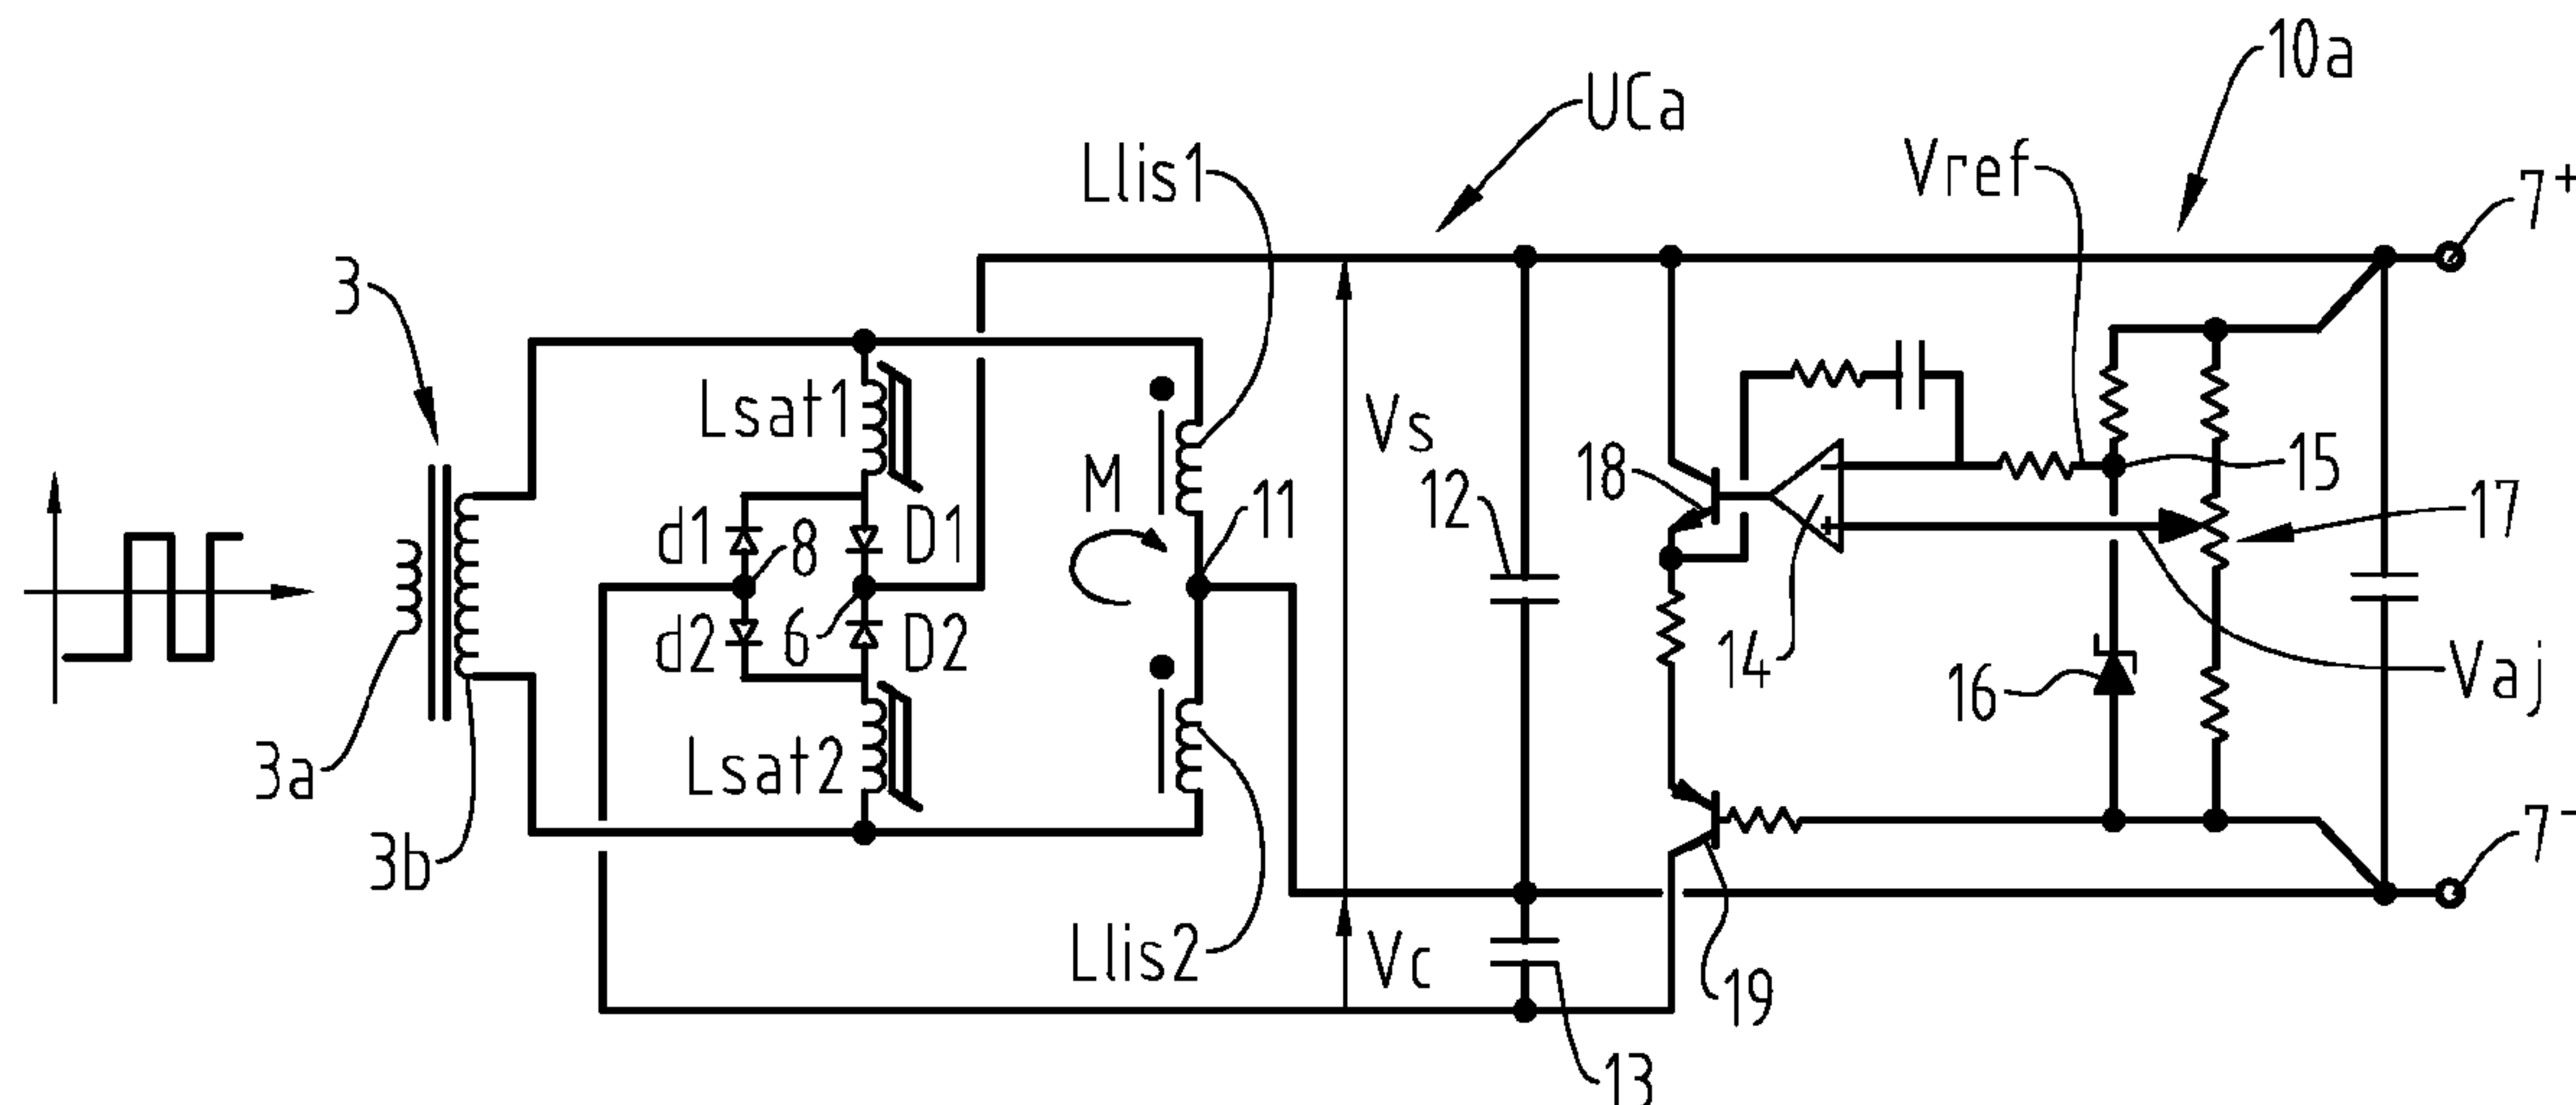 10a
UCa
Vref
Llis1
7+
3
Lsat1
Vs
M
18
15
12
11
17
d1
8
D1
d2
6
D2
14
16
Vaj
Lsat2
3a
3b
7-
Llis2
Vc
19
13
- 
+